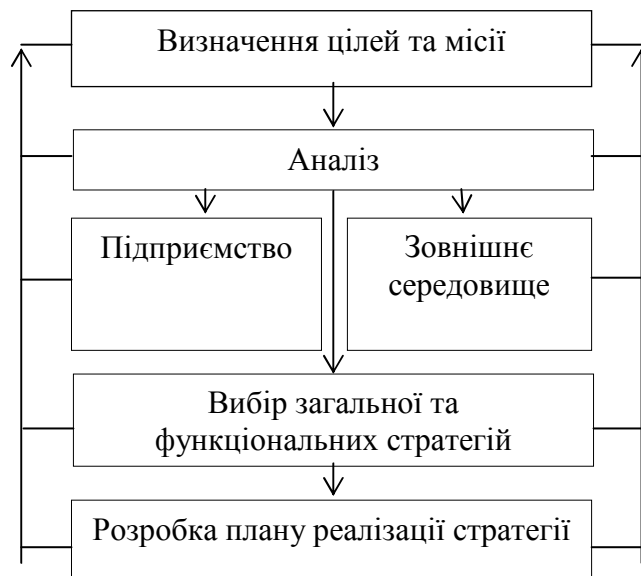 Визначення цілей та місії
Аналіз
Підприємство
Зовнішнє
середовище
Вибір загальної та
функціональних стратегій
Розробка плану реалізації стратегії